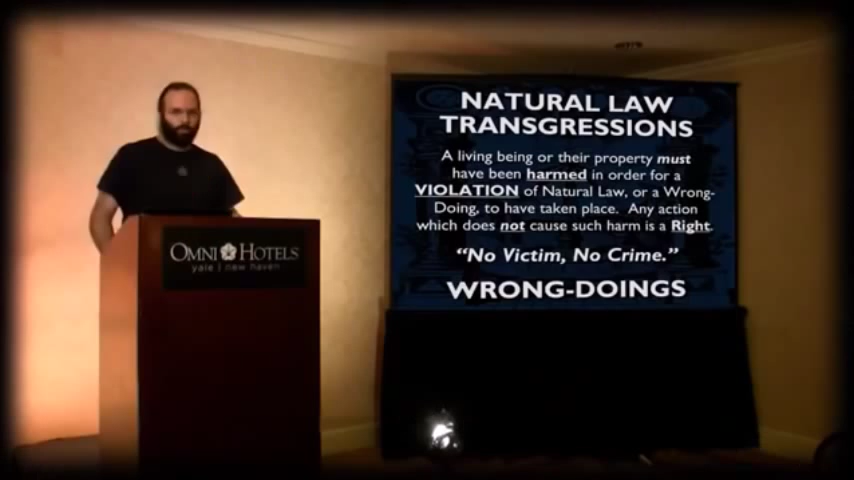 NATURAL LAW
TRANSGRESSIONS
A living being or their property must
have been harmed in order for a
VIOLATION of Natural Law, or a Wrong-
Doing, to have taken place. Any action
which does not cause such harm is a Right.
"No Victim, No Crime."
WRONG-DOINGS
OMNI HOTELS
yale | new haven